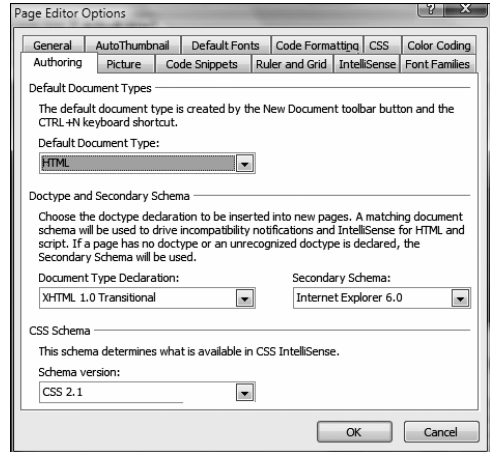 Page Editor Options
General AutoThumbnail Default Fonts Code Formatting CSS Color Coding
Authoring Picture Code Snippets Ruler and Grid IntelliSense Font Families
Default Document Types
The default document type is created by the New Document toolbar button and the
CTRL+N keyboard shortcut.
Default Document Type:
HTML
Doctype and Secondary Schema
Choose the doctype declaration to be inserted into new pages. A matching document
schema will be used to drive incompatibility notifications and IntelliSense for HTML and
script. If a page has no doctype or an unrecognized doctype is declared, the
Secondary Schema will be used.
Document Type Declaration: Secondary Schema:
XHTML 1.0 Transitional Internet Explorer 6.0
CSS Schema
This schema determines what is available in CSS IntelliSense.
Schema version:
CSS 2.1
OK Cancel